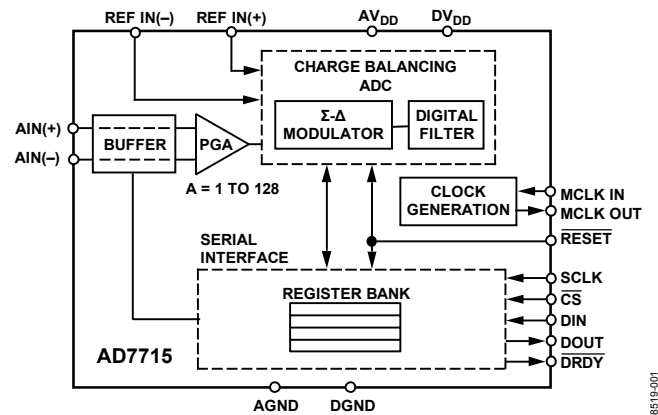 REF IN(–)
REF IN(+)
AVDD
DVDD
CHARGE BALANCING
ADC
Σ-Δ
MODULATOR
DIGITAL
FILTER
AIN(+)
AIN(–)
BUFFER
PGA
A = 1 TO 128
CLOCK
GENERATION
MCLK IN
MCLK OUT
RESET
SERIAL
INTERFACE
REGISTER BANK
SCLK
CS
DIN
DOUT
DRDY
AD7715
AGND
DGND
8519-001